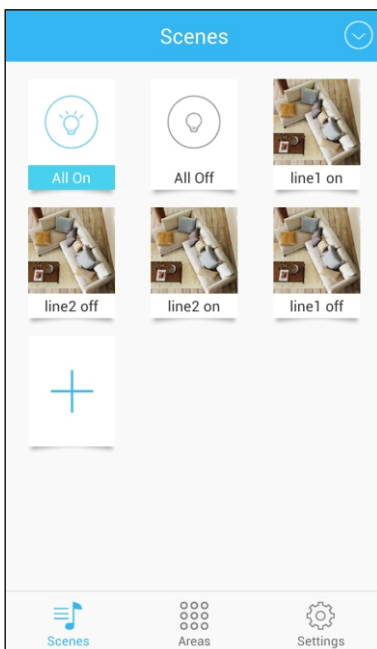 Scenes
All On
All Off
line1 on
line2 off
line2 on
line1 off
Scenes
Areas
Settings